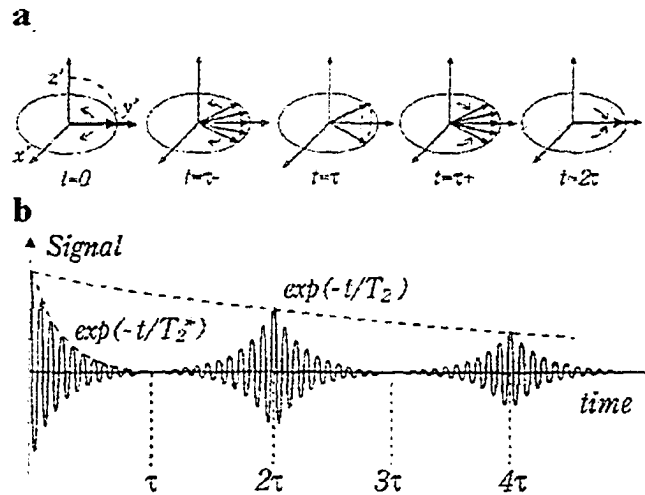 a
z'
y'
x'
t=0
t=τ-
t=τ
t=τ+
t=2τ
b
Signal
exp(-t/T₂)
exp(-t/T₂*)
time
τ
2τ
3τ
4τ